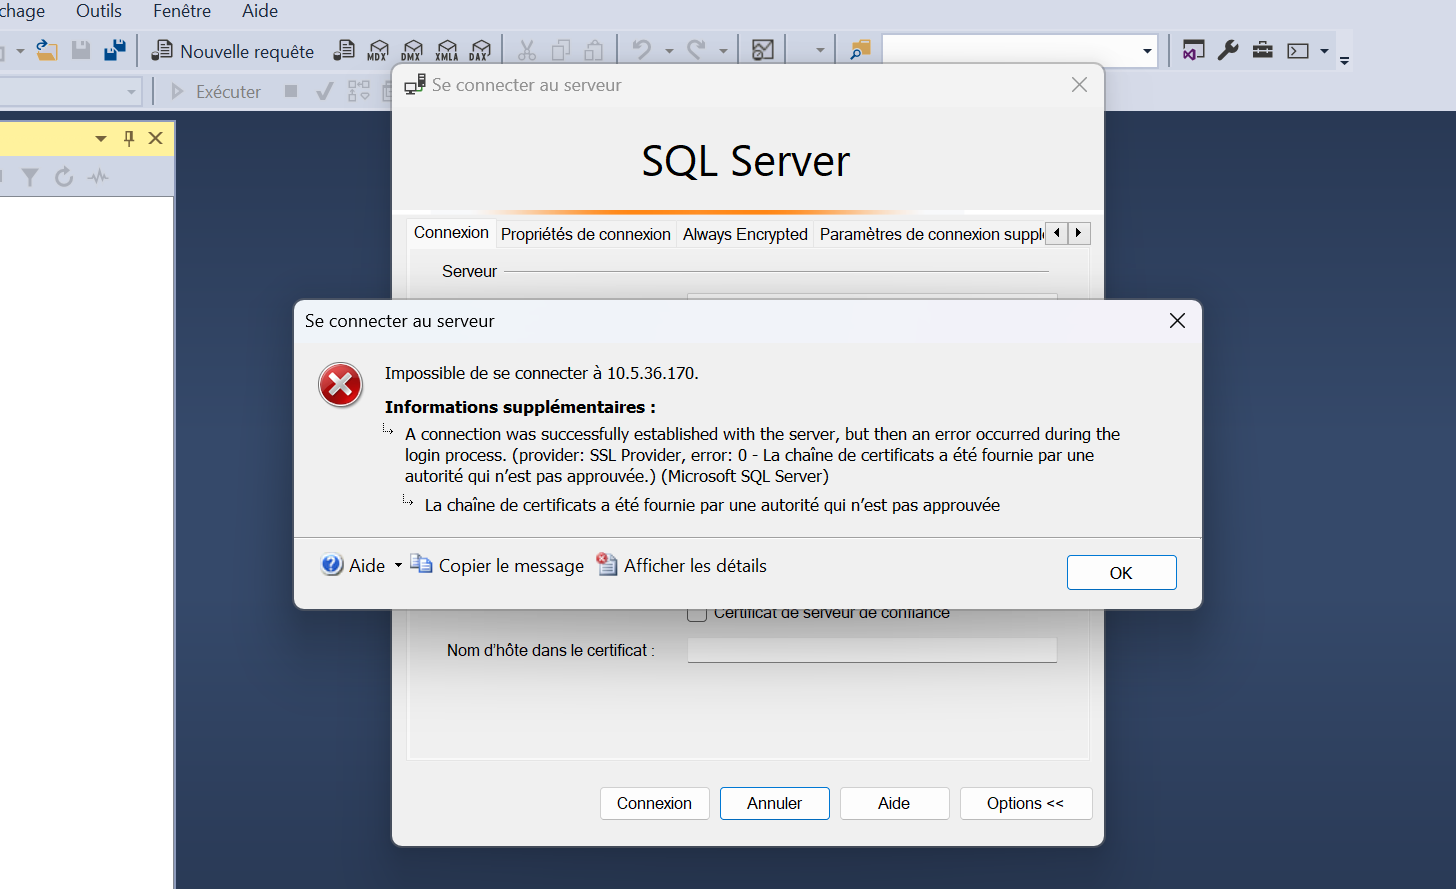 chage Outils Fenêtre Aide
Nouvelle requête MDX DMX XMLA DAX
Exécuter
Se connecter au serveur
SQL Server
Connexion Propriétés de connexion Always Encrypted Paramètres de connexion supplé
Serveur
Se connecter au serveur
Impossible de se connecter à 10.5.36.170.
Informations supplémentaires :
A connection was successfully established with the server, but then an error occurred during the
login process. (provider: SSL Provider, error: 0 - La chaîne de certificats a été fournie par une
autorité qui n’est pas approuvée.) (Microsoft SQL Server)
La chaîne de certificats a été fournie par une autorité qui n’est pas approuvée
Aide Copier le message Afficher les détails
OK
Certificat de serveur de confiance
Nom d’hôte dans le certificat :
Connexion Annuler Aide Options <<